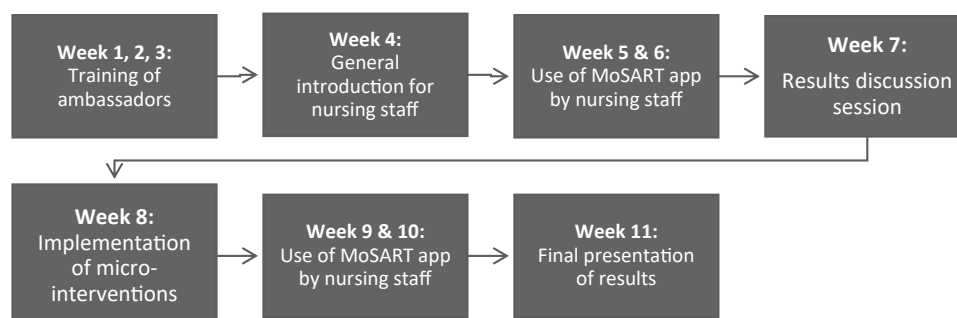 Week 1, 2, 3:
Training of
ambassadors
Week 4:
General
introduction for
nursing staff
Week 5 & 6:
Use of MoSART app
by nursing staff
Week 7:
Results discussion
session
Week 8:
Implementation
of micro-
interventions
Week 9 & 10:
Use of MoSART app
by nursing staff
Week 11:
Final presentation
of results